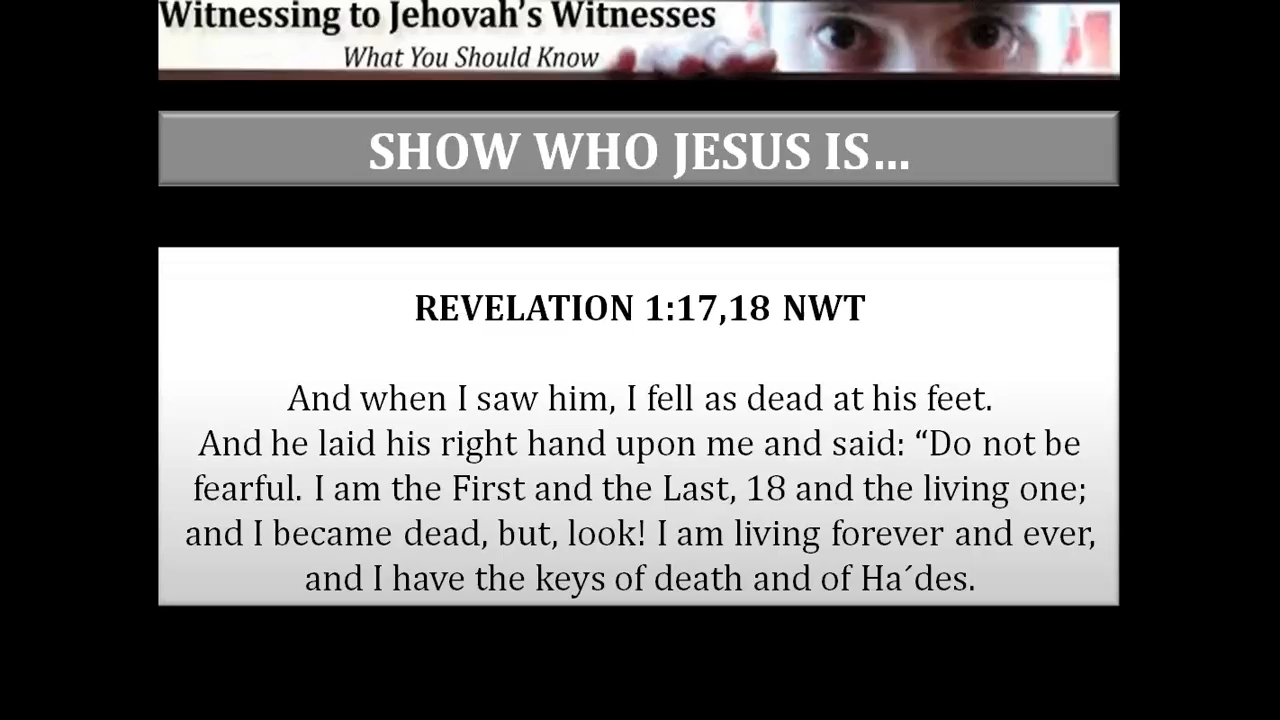 Witnessing to Jehovah's Witnesses
What You Should Know
SHOW WHO JESUS IS...
REVELATION 1:17,18 NWT
And when I saw him, I fell as dead at his feet.
And he laid his right hand upon me and said: “Do not be
fearful. I am the First and the Last, 18 and the living one;
and I became dead, but, look! I am living forever and ever,
and I have the keys of death and of Ha´des.